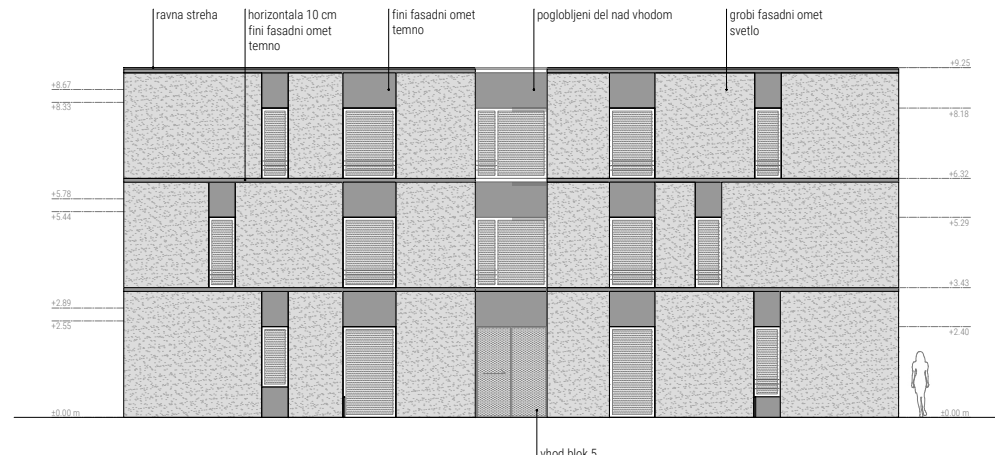 ravna streha
horizontala 10 cm
fini fasadni omet
temno
fini fasadni omet
temno
poglobljeni del nad vhodom
grobi fasadni omet
svetlo
+9.25
+8.67
+8.33
+8.18
+6.32
+5.78
+5.44
+5.29
+3.43
+2.89
+2.55
+2.40
±0.00 m
±0.00 m
vhod blok 5